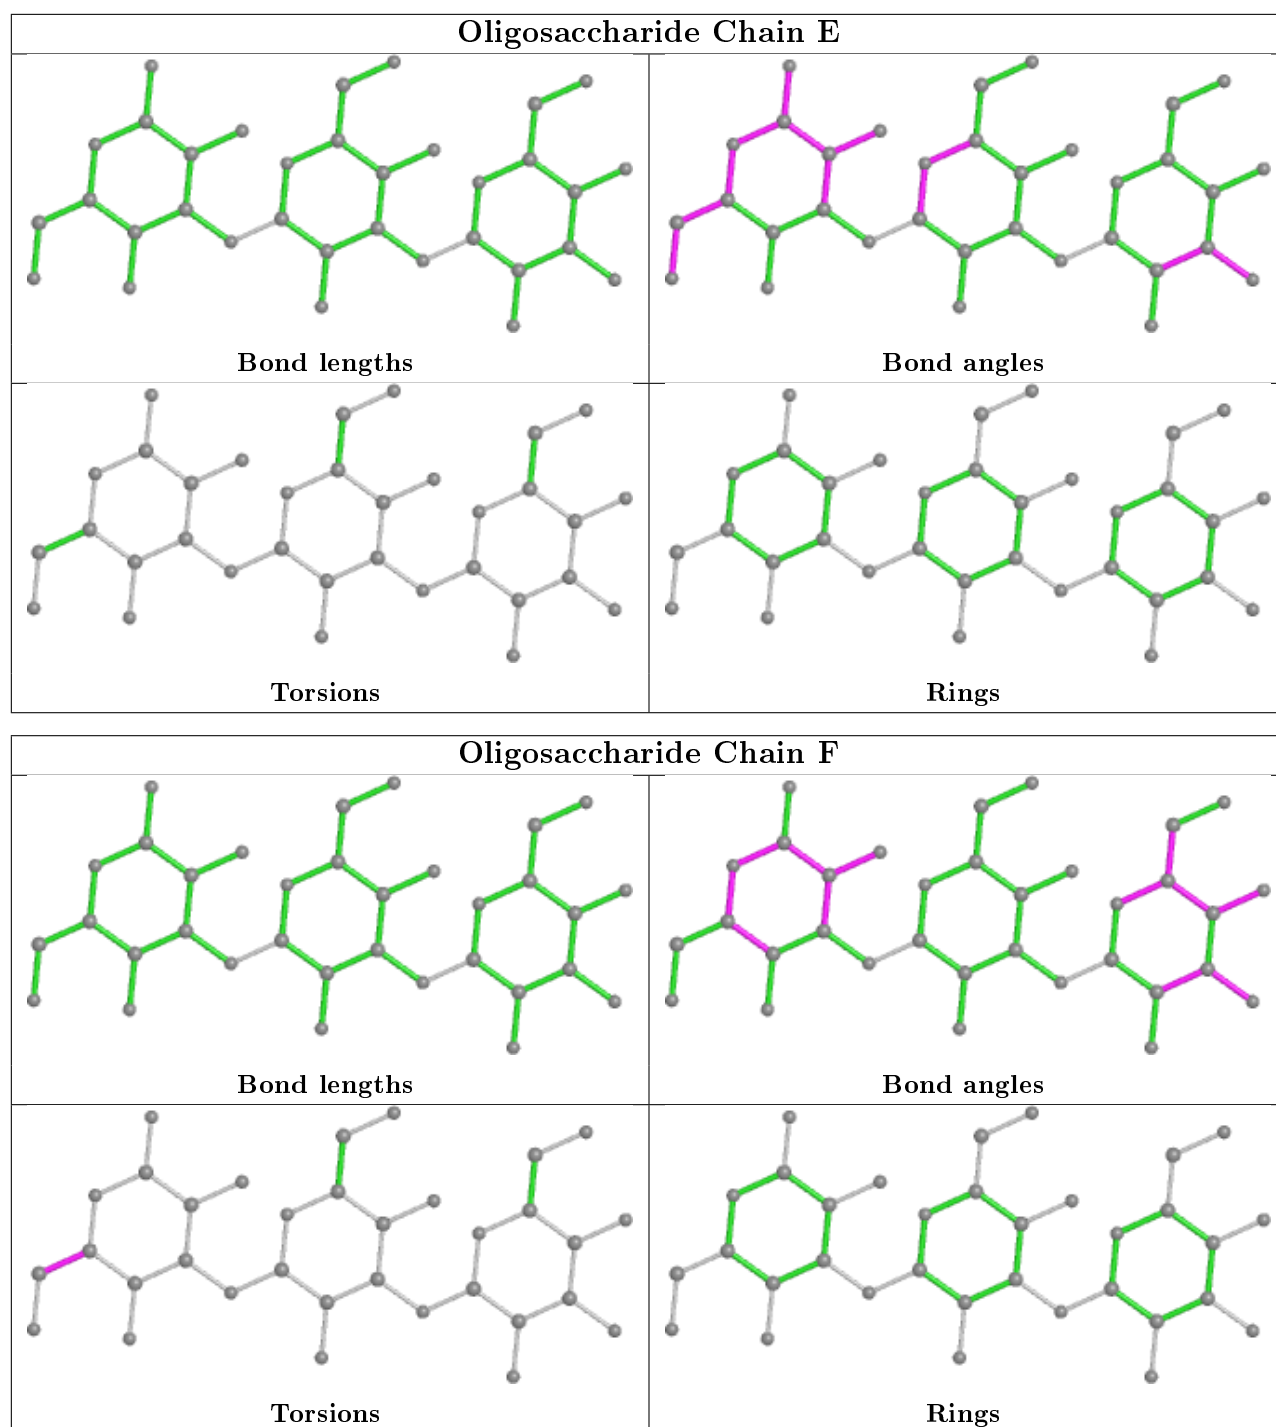 Oligosaccharide Chain E
Bond lengths
Bond angles
Torsions
Rings
Oligosaccharide Chain F
Bond lengths
Bond angles
Torsions
Rings